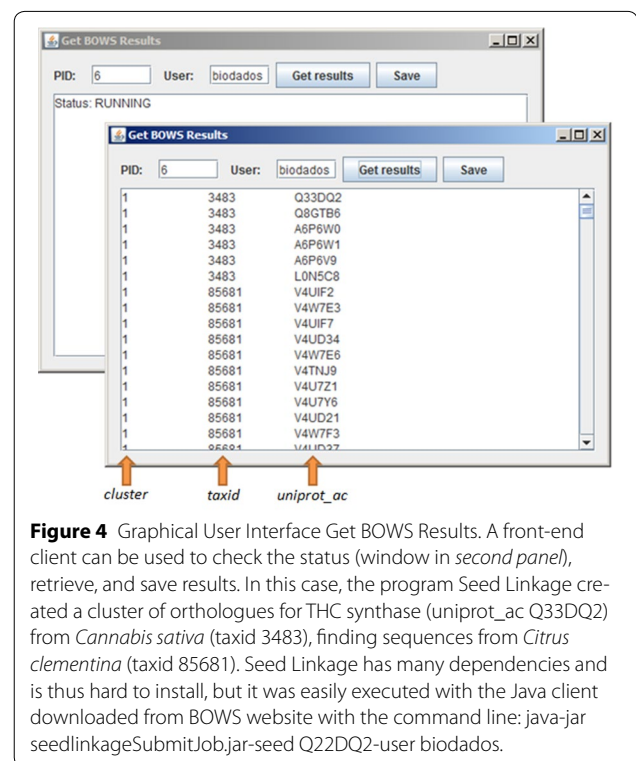 Get BOWS Results
PID: 6 User: biodados Get results Save
Status: RUNNING
Get BOWS Results
PID: 6 User: biodados Get results Save
1 3483 Q33DQ2
1 3483 Q8GTB6
1 3483 A6P6W0
1 3483 A6P6W1
1 3483 A6P6V9
1 3483 L0N5C8
1 85681 V4UIF2
1 85681 V4W7E3
1 85681 V4UIF7
1 85681 V4UD34
1 85681 V4W7E6
1 85681 V4TNJ9
1 85681 V4U7Z1
1 85681 V4U7Y6
1 85681 V4UD21
1 85681 V4W7F3
1 85681 V4UD37
cluster taxid uniprot_ac
Figure 4 Graphical User Interface Get BOWS Results. A front-end
client can be used to check the status (window in second panel),
retrieve, and save results. In this case, the program Seed Linkage cre-
ated a cluster of orthologues for THC synthase (uniprot_ac Q33DQ2)
from Cannabis sativa (taxid 3483), finding sequences from Citrus
clementina (taxid 85681). Seed Linkage has many dependencies and
is thus hard to install, but it was easily executed with the Java client
downloaded from BOWS website with the command line: java-jar
seedlinkageSubmitJob.jar-seed Q22DQ2-user biodados.